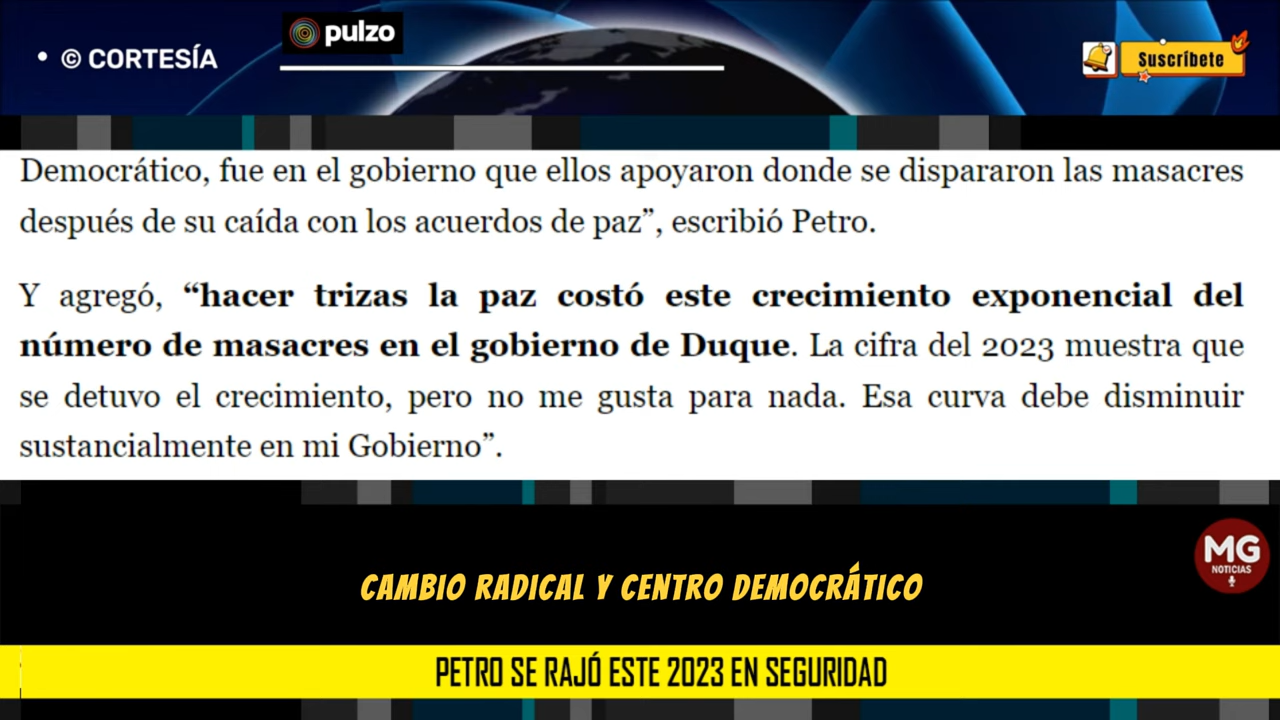 • © CORTESÍA
pulzo
Suscríbete
Democrático, fue en el gobierno que ellos apoyaron donde se dispararon las masacres
después de su caída con los acuerdos de paz”, escribió Petro.
Y agregó, “hacer trizas la paz costó este crecimiento exponencial del
número de masacres en el gobierno de Duque. La cifra del 2023 muestra que
se detuvo el crecimiento, pero no me gusta para nada. Esa curva debe disminuir
sustancialmente en mi Gobierno”.
MG
NOTICIAS
CAMBIO RADICAL Y CENTRO DEMOCRÁTICO
PETRO SE RAJÓ ESTE 2023 EN SEGURIDAD